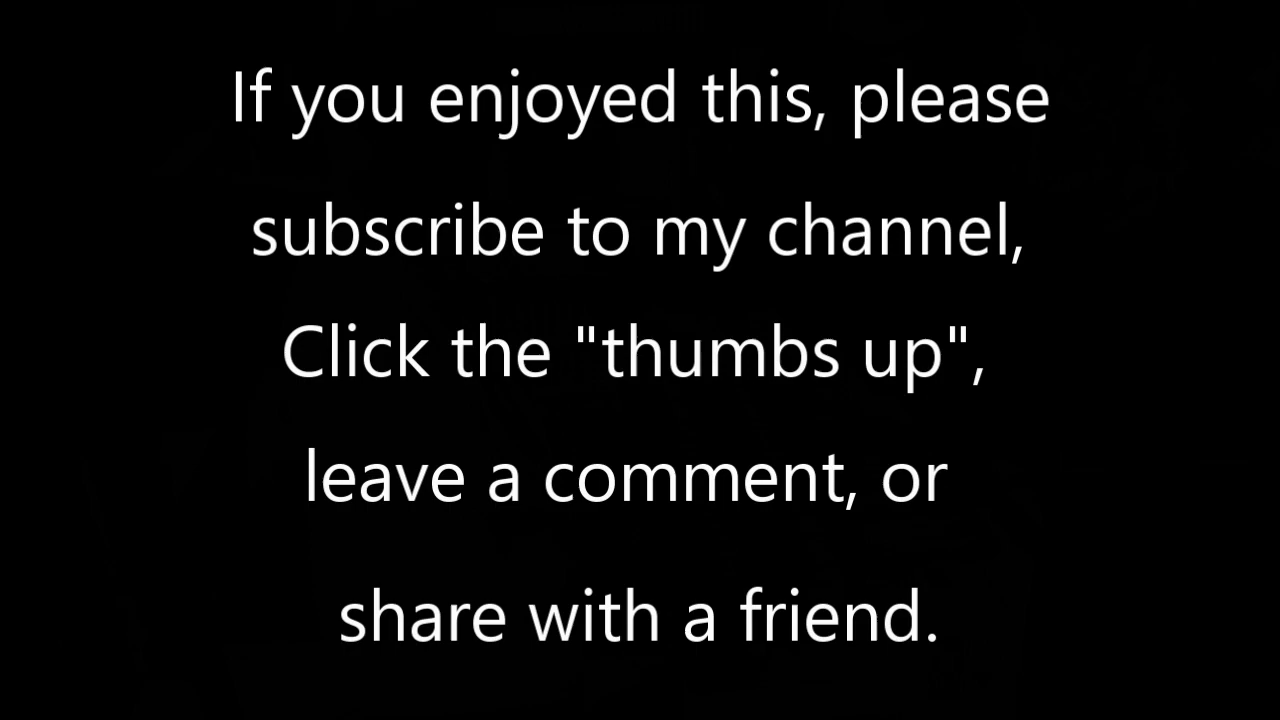 If you enjoyed this, please
subscribe to my channel,
Click the "thumbs up",
leave a comment, or
share with a friend.